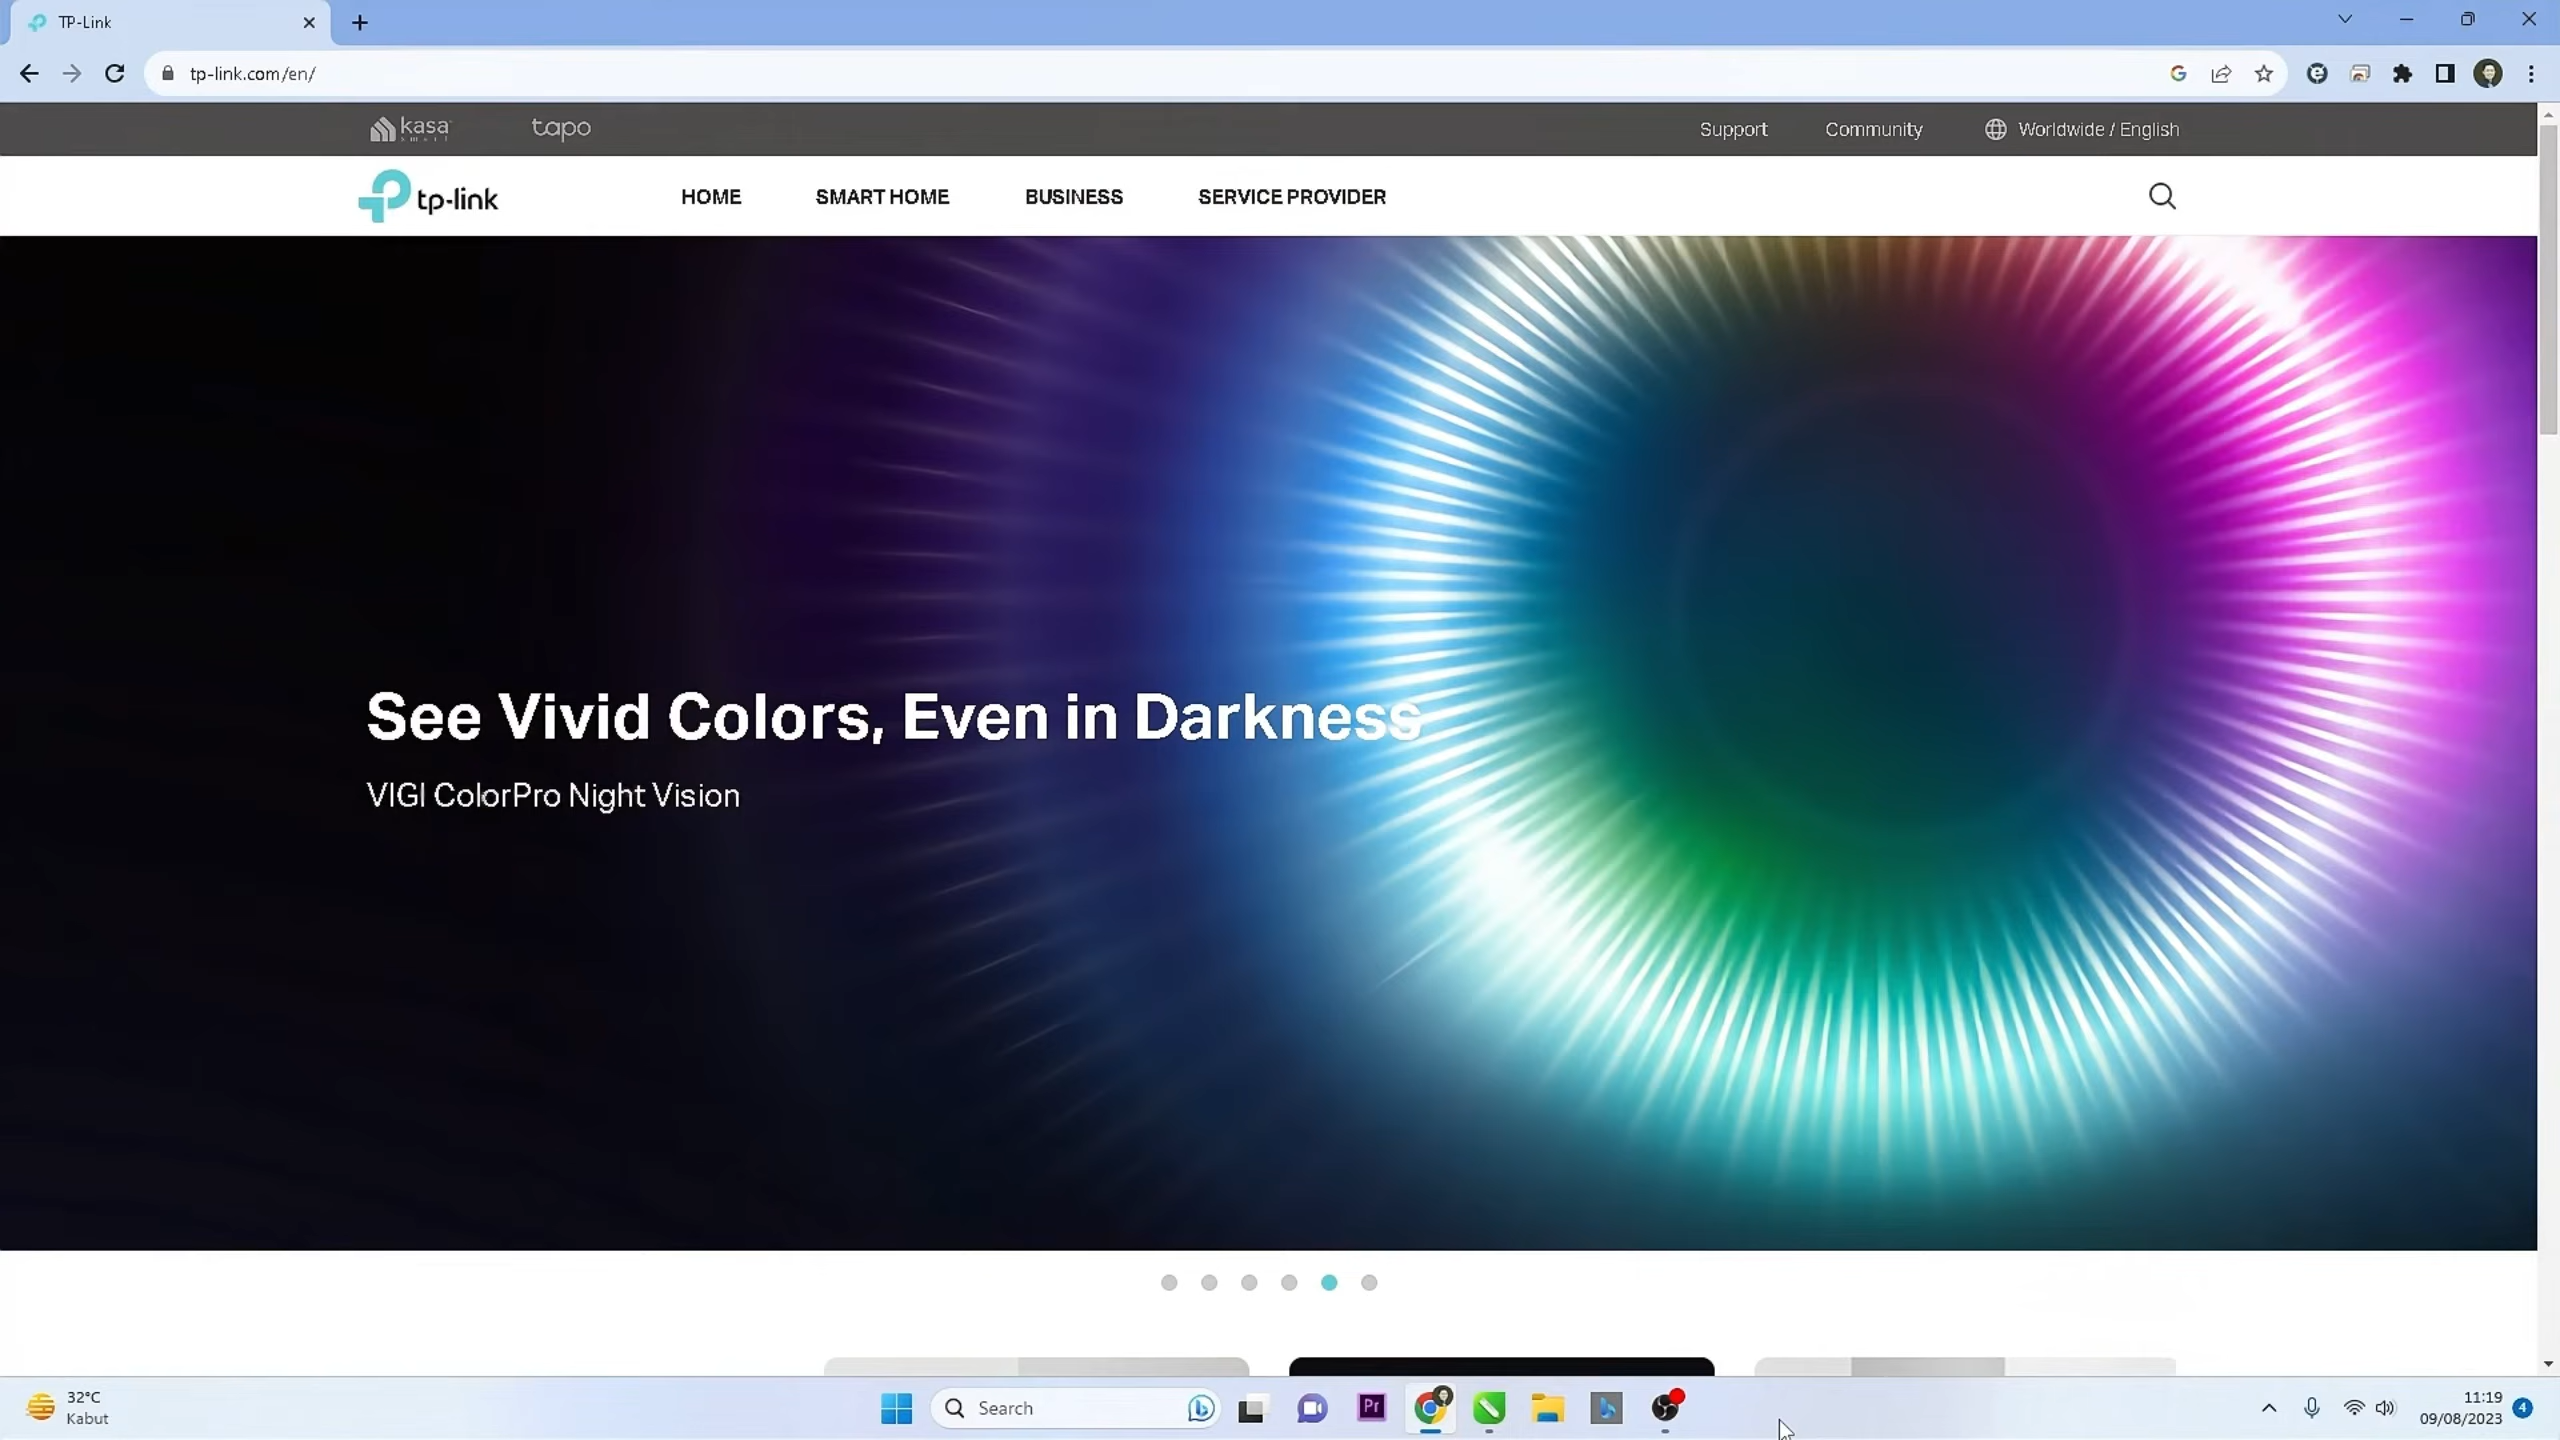 TP-Link
tp-link.com/en/
kasa
tapo
Support
Community
Worldwide / English
tp-link
HOME
SMART HOME
BUSINESS
SERVICE PROVIDER
See Vivid Colors, Even in Darkness
VIGI ColorPro Night Vision
32°C
Kabut
Search
Pr
11:19
09/08/2023
4